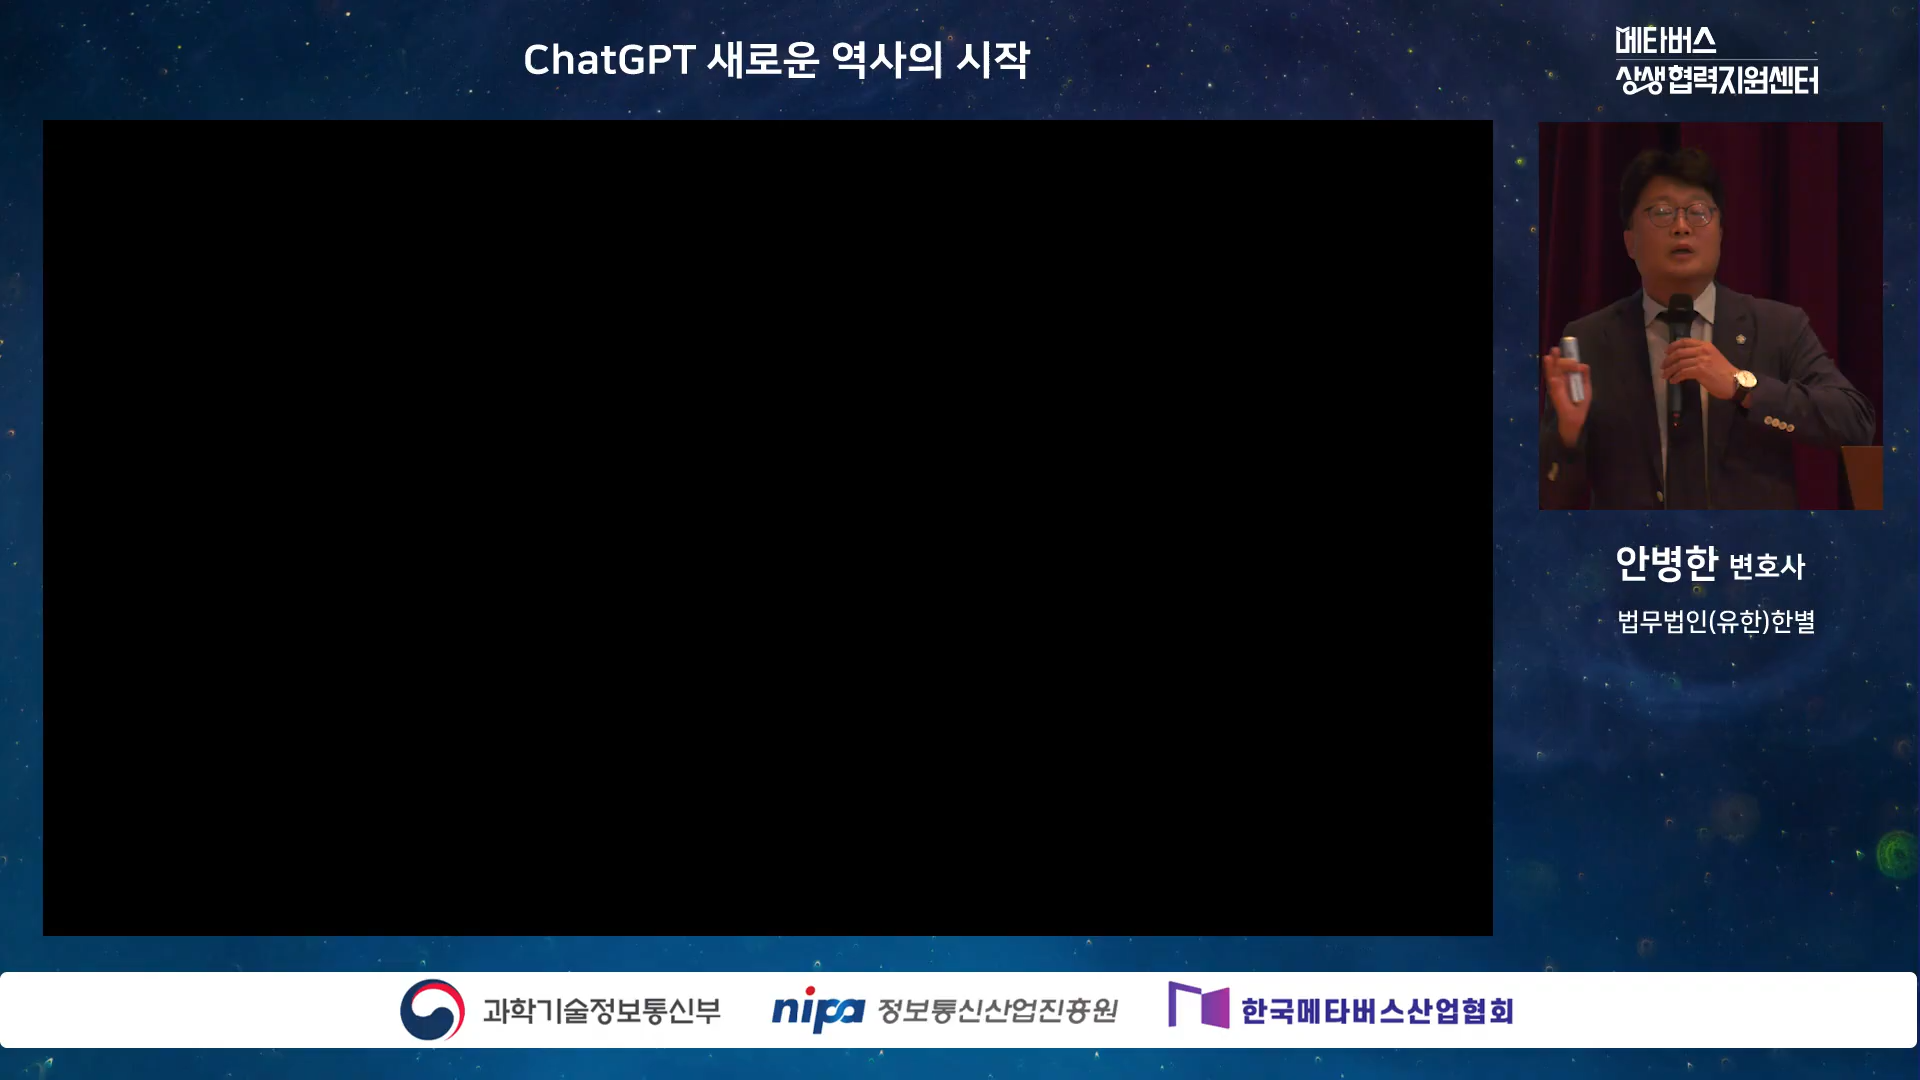 ChatGPT 새로운 역사의 시작
메타버스
상생협력지원센터
안병한 변호사
법무법인(유한)한별
과학기술정보통신부
nipa 정보통신산업진흥원
한국메타버스산업협회